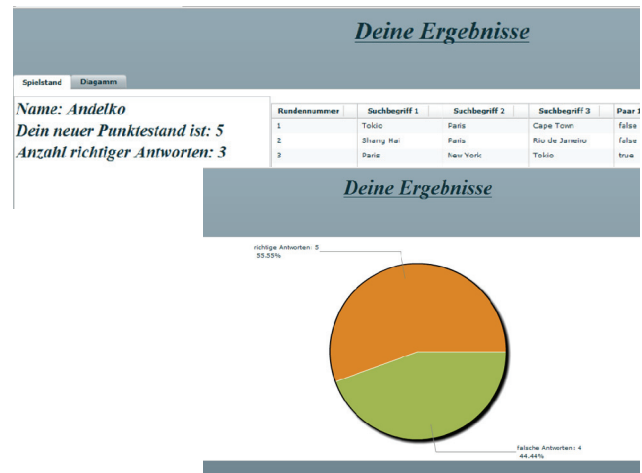 Deine Ergebnisse
Spielstand Diagamm
Name: Andelko
Dein neuer Punktestand ist: 5
Anzahl richtiger Antworten: 3
Rundennummer Suchbegriff 1 Suchbegriff 2 Suchbegriff 3 Paar 1
1 Tokio Paris Cape Town false
2 Shang Hai Paris Rio de Janeiro false
3 Paris New York Tokio true
Deine Ergebnisse
richtige Antworten: 5
55.55%
falsche Antworten: 4
44.44%